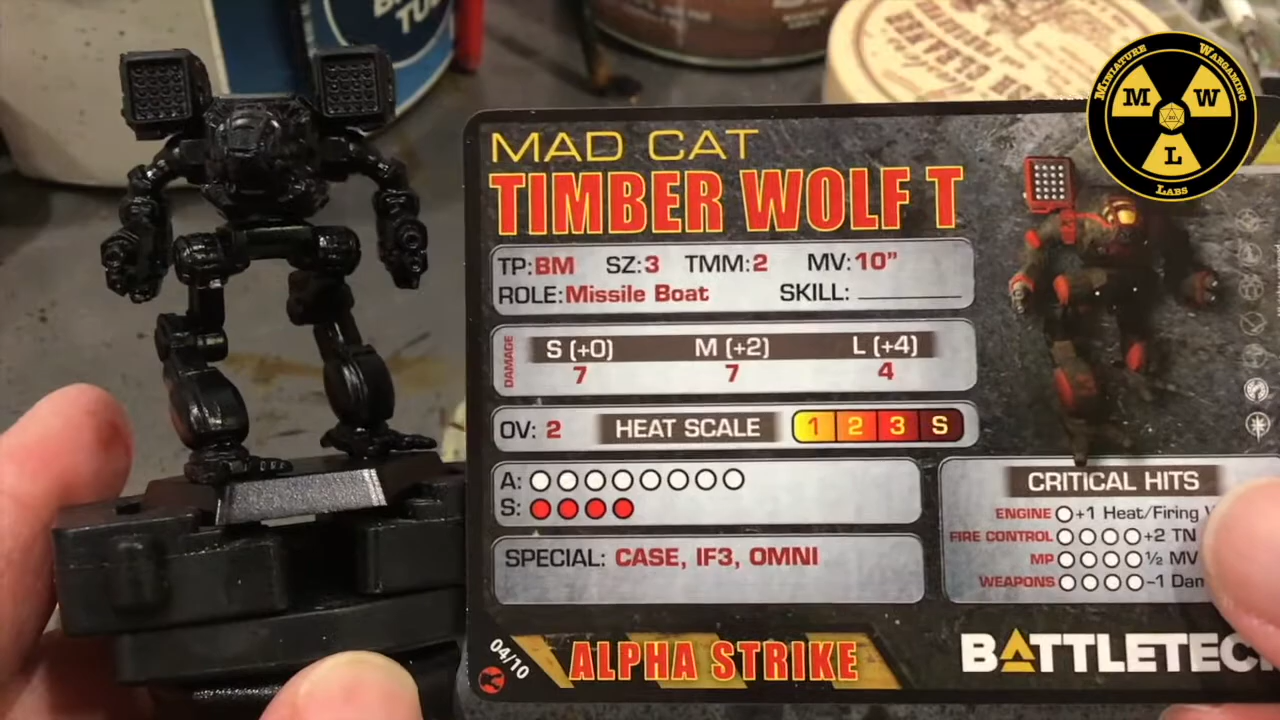 MINIATURE WARGAMING
M W
L
LABS
MAD CAT
TIMBER WOLF T
TP:BM SZ:3 TMM:2 MV:10"
ROLE:Missile Boat SKILL:
DAMAGE
S (+0) M (+2) L (+4)
7 7 4
OV: 2 HEAT SCALE 1 2 3 S
A:
S:
SPECIAL: CASE, IF3, OMNI
CRITICAL HITS
ENGINE +1 Heat/Firing
FIRE CONTROL +2 TN
MP ½ MV
WEAPONS -1 Dam
04/10
ALPHA STRIKE
BATTLETEC